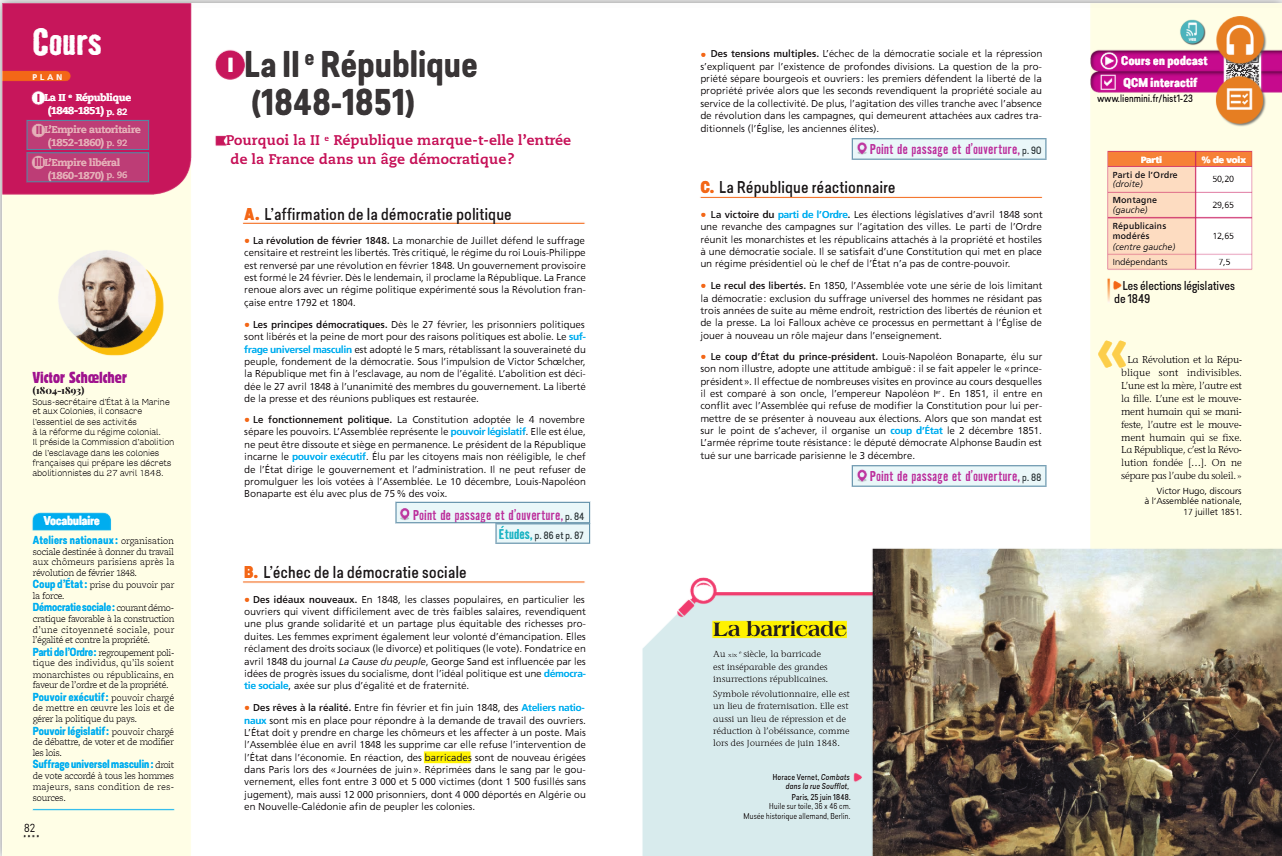 Cours
PLAN
I La II e République
(1848-1851) p. 82
II L'Empire autoritaire
(1852-1860) p. 92
III L'Empire libéral
(1860-1870) p. 96
Victor Schœlcher
(1804-1893)
Sous-secrétaire d'État à la Marine
et aux Colonies, il consacre
l'essentiel de ses activités
à la réforme du régime colonial.
Il préside la Commission d'abolition
de l'esclavage dans les colonies
françaises qui prépare les décrets
abolitionnistes du 27 avril 1848.
Vocabulaire
Ateliers nationaux : organisation
sociale destinée à donner du travail
aux chômeurs parisiens après la
révolution de février 1848.
Coup d'État : prise du pouvoir par
la force.
Démocratie sociale : courant démo-
cratique favorable à la construction
d'une citoyenneté sociale, pour
l'égalité et contre la propriété.
Parti de l'Ordre : regroupement poli-
tique des individus, qu'ils soient
monarchistes ou républicains, en
faveur de l'ordre et de la propriété.
Pouvoir exécutif : pouvoir chargé
de mettre en œuvre les lois et de
gérer la politique du pays.
Pouvoir législatif : pouvoir chargé
de débattre, de voter et de modifier
les lois.
Suffrage universel masculin : droit
de vote accordé à tous les hommes
majeurs, sans condition de res-
sources.
82
I La II e République
(1848-1851)
Pourquoi la II e République marque-t-elle l'entrée
de la France dans un âge démocratique ?
A. L'affirmation de la démocratie politique
• La révolution de février 1848. La monarchie de Juillet défend le suffrage
censitaire et restreint les libertés. Très critiqué, le régime du roi Louis-Philippe
est renversé par une révolution en février 1848. Un gouvernement provisoire
est formé le 24 février. Dès le lendemain, il proclame la République. La France
renoue alors avec un régime politique expérimenté sous la Révolution fran-
çaise entre 1792 et 1804.
• Les principes démocratiques. Dès le 27 février, les prisonniers politiques
sont libérés et la peine de mort pour des raisons politiques est abolie. Le suf-
frage universel masculin est adopté le 5 mars, rétablissant la souveraineté du
peuple, fondement de la démocratie. Sous l'impulsion de Victor Schœlcher,
la République met fin à l'esclavage, au nom de l'égalité. L'abolition est déci-
dée le 27 avril 1848 à l'unanimité des membres du gouvernement. La liberté
de la presse et des réunions publiques est restaurée.
• Le fonctionnement politique. La Constitution adoptée le 4 novembre
sépare les pouvoirs. L'Assemblée représente le pouvoir législatif. Elle est élue,
ne peut être dissoute et siège en permanence. Le président de la République
incarne le pouvoir exécutif. Élu par les citoyens mais non rééligible, le chef
de l'État dirige le gouvernement et l'administration. Il ne peut refuser de
promulguer les lois votées à l'Assemblée. Le 10 décembre, Louis-Napoléon
Bonaparte est élu avec plus de 75 % des voix.
Point de passage et d'ouverture, p. 84
Études, p. 86 et p. 87
B. L'échec de la démocratie sociale
• Des idéaux nouveaux. En 1848, les classes populaires, en particulier les
ouvriers qui vivent difficilement avec de très faibles salaires, revendiquent
une plus grande solidarité et un partage plus équitable des richesses pro-
duites. Les femmes expriment également leur volonté d'émancipation. Elles
réclament des droits sociaux (le divorce) et politiques (le vote). Fondatrice en
avril 1848 du journal La Cause du peuple, George Sand est influencée par les
idées de progrès issues du socialisme, dont l'idéal politique est une démocra-
tie sociale, axée sur plus d'égalité et de fraternité.
• Des rêves à la réalité. Entre fin février et fin juin 1848, des Ateliers natio-
naux sont mis en place pour répondre à la demande de travail des ouvriers.
L'État doit y prendre en charge les chômeurs et les affecter à un poste. Mais
l'Assemblée élue en avril 1848 les supprime car elle refuse l'intervention de
l'État dans l'économie. En réaction, des barricades sont de nouveau érigées
dans Paris lors des « Journées de juin ». Réprimées dans le sang par le gou-
vernement, elles font entre 3 000 et 5 000 victimes (dont 1 500 fusillés sans
jugement), mais aussi 12 000 prisonniers, dont 4 000 déportés en Algérie ou
en Nouvelle-Calédonie afin de peupler les colonies.
• Des tensions multiples. L'échec de la démocratie sociale et la répression
s'expliquent par l'existence de profondes divisions. La question de la pro-
priété sépare bourgeois et ouvriers : les premiers défendent la liberté de la
propriété privée alors que les seconds revendiquent la propriété sociale au
service de la collectivité. De plus, l'agitation des villes tranche avec l'absence
de révolution dans les campagnes, qui demeurent attachées aux cadres tra-
ditionnels (l'Église, les anciennes élites).
Point de passage et d'ouverture, p. 90
C. La République réactionnaire
• La victoire du parti de l'Ordre. Les élections législatives d'avril 1848 sont
une revanche des campagnes sur l'agitation des villes. Le parti de l'Ordre
réunit les monarchistes et les républicains attachés à la propriété et hostiles
à une démocratie sociale. Il se satisfait d'une Constitution qui met en place
un régime présidentiel où le chef de l'État n'a pas de contre-pouvoir.
• Le recul des libertés. En 1850, l'Assemblée vote une série de lois limitant
la démocratie : exclusion du suffrage universel des hommes ne résidant pas
trois années de suite au même endroit, restriction des libertés de réunion et
de la presse. La loi Falloux achève ce processus en permettant à l'Église de
jouer à nouveau un rôle majeur dans l'enseignement.
• Le coup d'État du prince-président. Louis-Napoléon Bonaparte, élu sur
son nom illustre, adopte une attitude ambiguë : il se fait appeler le « prince-
président ». Il effectue de nombreuses visites en province au cours desquelles
il est comparé à son oncle, l'empereur Napoléon Ier. En 1851, il entre en
conflit avec l'Assemblée qui refuse de modifier la Constitution pour lui per-
mettre de se présenter à nouveau aux élections. Alors que son mandat est
sur le point de s'achever, il organise un coup d'État le 2 décembre 1851.
L'armée réprime toute résistance : le député démocrate Alphonse Baudin est
tué sur une barricade parisienne le 3 décembre.
Point de passage et d'ouverture, p. 88
La barricade
Au XIX e siècle, la barricade
est inséparable des grandes
insurrections républicaines.
Symbole révolutionnaire, elle est
un lieu de fraternisation. Elle est
aussi un lieu de répression et de
réduction à l'obéissance, comme
lors des journées de juin 1848.
Horace Vernet, Combats
dans la rue Soufflot,
Paris, 25 juin 1848.
Huile sur toile, 36 x 46 cm.
Musée historique allemand, Berlin.
Cours en podcast
QCM interactif
www.lienmini.fr/hist1-23
Parti % de voix
Parti de l'Ordre
(droite) 50,20
Montagne
(gauche) 29,65
Républicains
modérés
(centre gauche) 12,65
Indépendants 7,5
Les élections législatives
de 1849
« La Révolution et la Répu-
blique sont indivisibles.
L'une est la mère, l'autre est
la fille. L'une est le mouve-
ment humain qui se mani-
feste, l'autre est le mouve-
ment humain qui se fixe.
La République, c'est la Révo-
lution fondée [...]. On ne
sépare pas l'aube du soleil. »
Victor Hugo, discours
à l'Assemblée nationale,
17 juillet 1851.